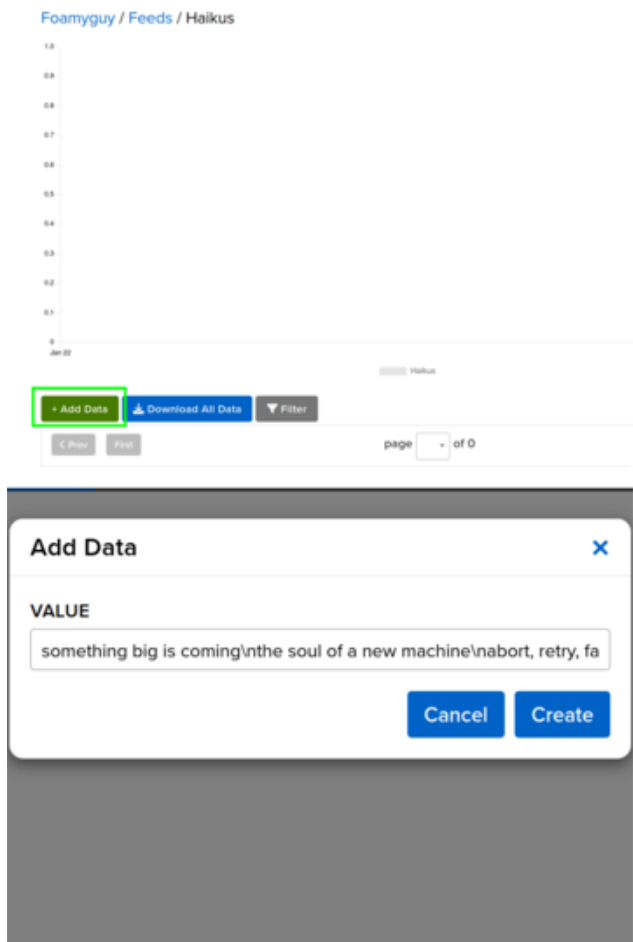 Foamyguy / Feeds / Haikus
1.0
0.9
0.8
0.7
0.6
0.5
0.4
0.3
0.2
0.1
0
Jan 22
Haikus
+ Add Data Download All Data Filter
Prev First page of 0
Add Data
VALUE
something big is coming\nthe soul of a new machine\nabort, retry, fa
Cancel Create